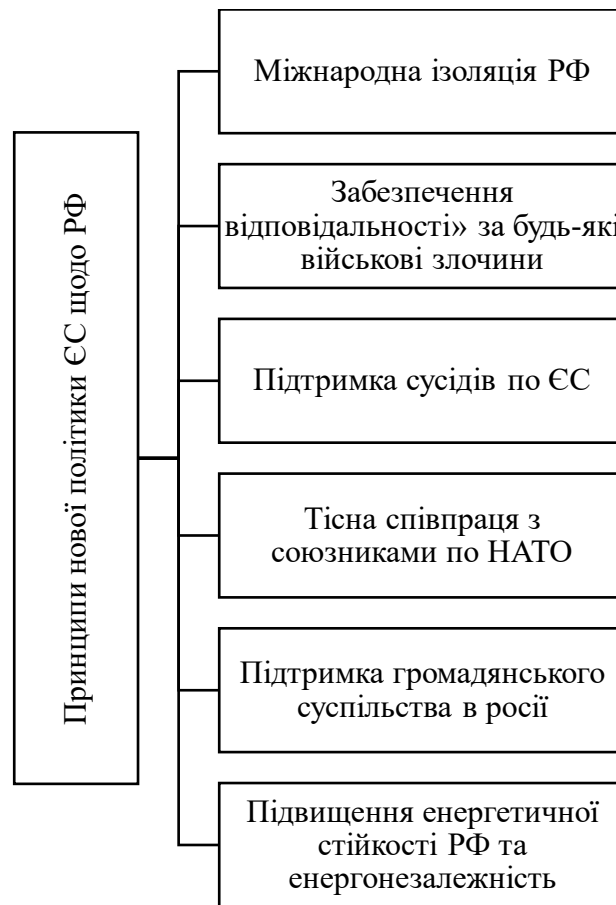 Принципи нової політики ЄС щодо РФ
Міжнародна ізоляція РФ
Забезпечення
відповідальності» за будь-які
військові злочини
Підтримка сусідів по ЄС
Тісна співпраця з
союзниками по НАТО
Підтримка громадянського
суспільства в росії
Підвищення енергетичної
стійкості РФ та
енергонезалежність